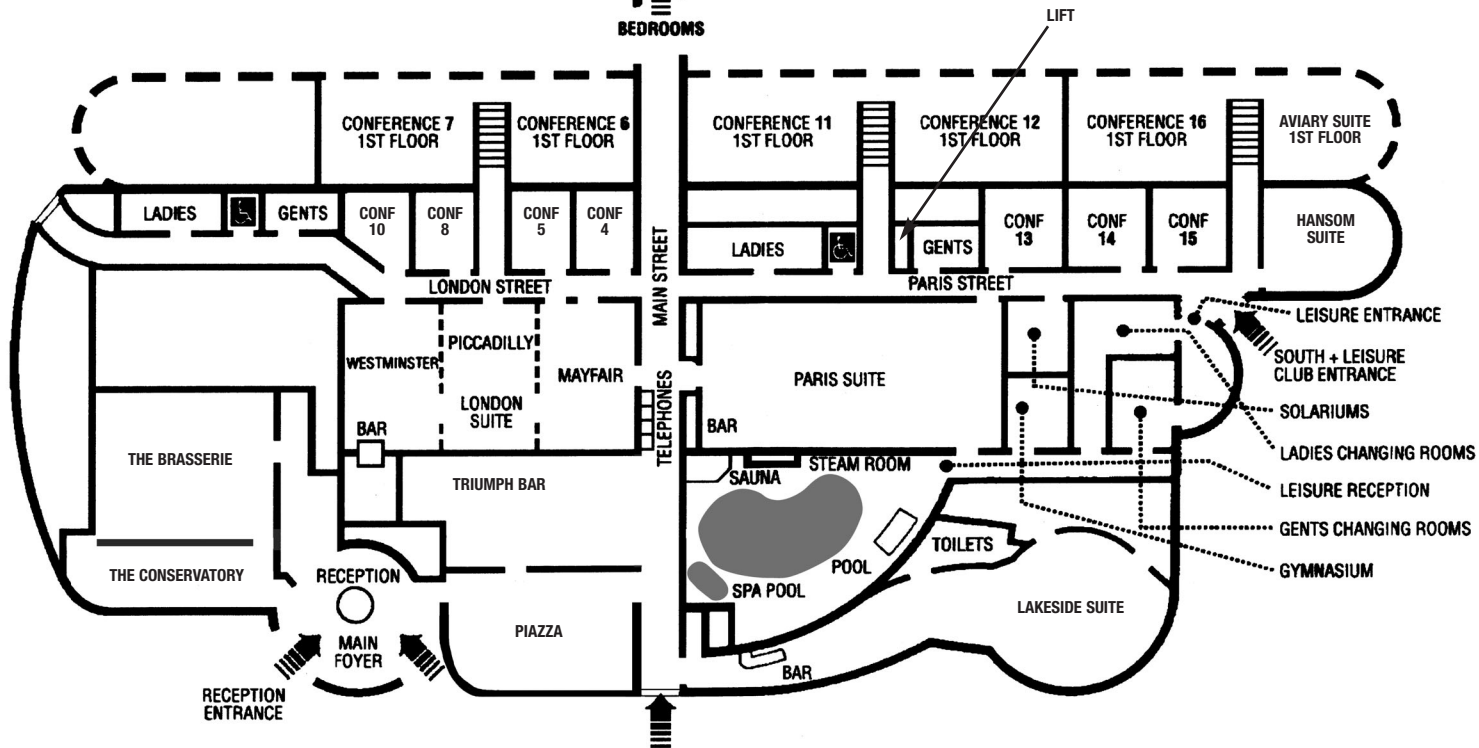 BEDROOMS
LIFT
CONFERENCE 7
1ST FLOOR
CONFERENCE 6
1ST FLOOR
CONFERENCE 11
1ST FLOOR
CONFERENCE 12
1ST FLOOR
CONFERENCE 16
1ST FLOOR
AVIARY SUITE
1ST FLOOR
LADIES
GENTS
CONF
10
CONF
8
CONF
5
CONF
4
LADIES
GENTS
CONF
13
CONF
14
CONF
15
HANSOM
SUITE
LONDON STREET
MAIN STREET
PARIS STREET
LEISURE ENTRANCE
SOUTH + LEISURE
CLUB ENTRANCE
WESTMINSTER
PICCADILLY
LONDON
SUITE
MAYFAIR
TELEPHONES
PARIS SUITE
SOLARIUMS
BAR
BAR
LADIES CHANGING ROOMS
THE BRASSERIE
TRIUMPH BAR
SAUNA
STEAM ROOM
LEISURE RECEPTION
GENTS CHANGING ROOMS
TOILETS
POOL
SPA POOL
GYMNASIUM
THE CONSERVATORY
RECEPTION
LAKESIDE SUITE
PIAZZA
MAIN
FOYER
BAR
RECEPTION
ENTRANCE